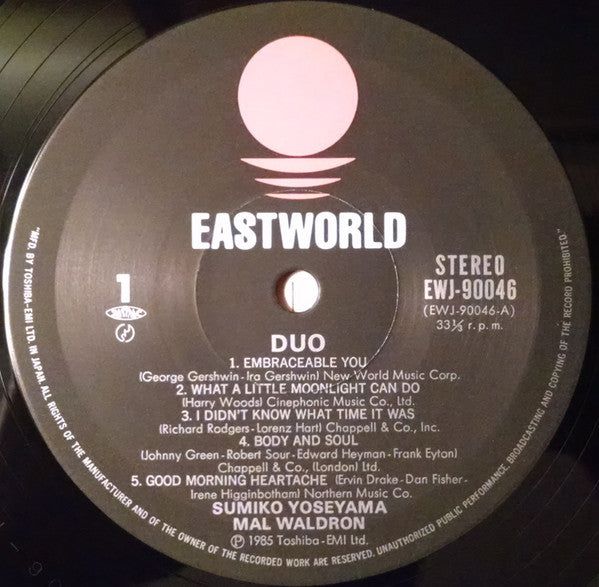 EASTWORLD
1
STEREO
EWJ-90046
(EWJ-90046-A)
33⅓ r.p.m.
DUO
1. EMBRACEABLE YOU
(George Gershwin-Ira Gershwin) New World Music Corp.
2. WHAT A LITTLE MOONLIGHT CAN DO
(Harry Woods) Cinephonic Music Co., Ltd.
3. I DIDN'T KNOW WHAT TIME IT WAS
(Richard Rodgers-Lorenz Hart) Chappell & Co., Inc.
4. BODY AND SOUL
(Johnny Green-Robert Sour-Edward Heyman-Frank Eyton)
Chappell & Co., (London) Ltd.
5. GOOD MORNING HEARTACHE (Ervin Drake-Dan Fisher-
Irene Higginbotham) Northern Music Co.
SUMIKO YOSEYAMA
MAL WALDRON
Ⓟ 1985 Toshiba-EMI Ltd.
"MFD. BY TOSHIBA-EMI LTD. IN JAPAN. ALL RIGHTS OF THE MANUFACTURER AND OF THE OWNER OF THE RECORDED WORK ARE RESERVED. UNAUTHORIZED PUBLIC PERFORMANCE, BROADCASTING AND COPYING OF THE RECORD PROHIBITED."